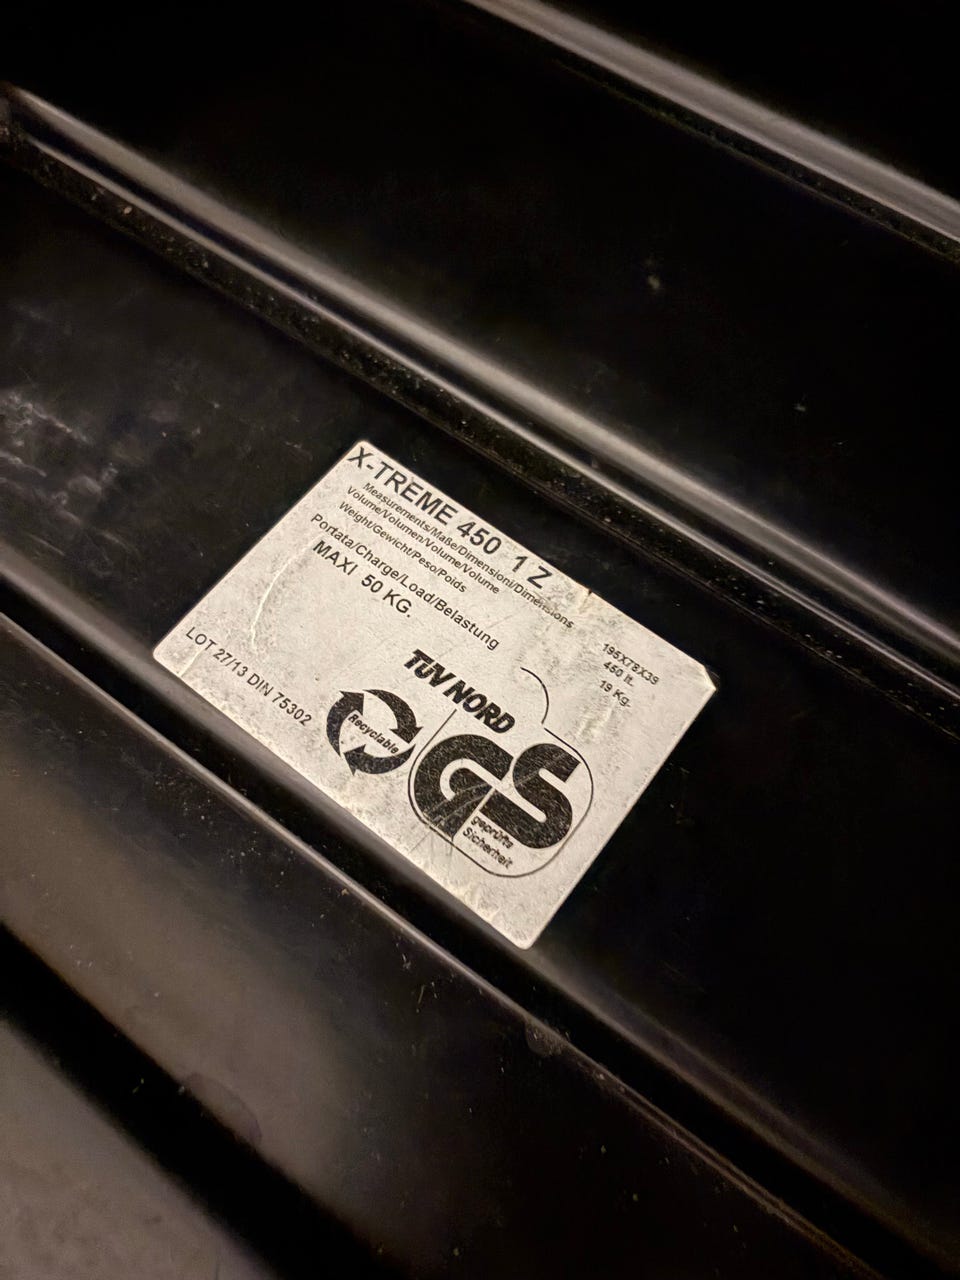 X-TREME 450 1 Z
Measurements/Maße/Dimensioni/Dimensions 195X78X39
Volume/Volumen/Volume/Volume 450 lt.
Weight/Gewicht/Peso/Poids 19 Kg.
Portata/Charge/Load/Belastung
MAXI 50 KG.
LOT 27/13 DIN 75302
Recyclable
TÜV NORD
GS
geprüfte
Sicherheit